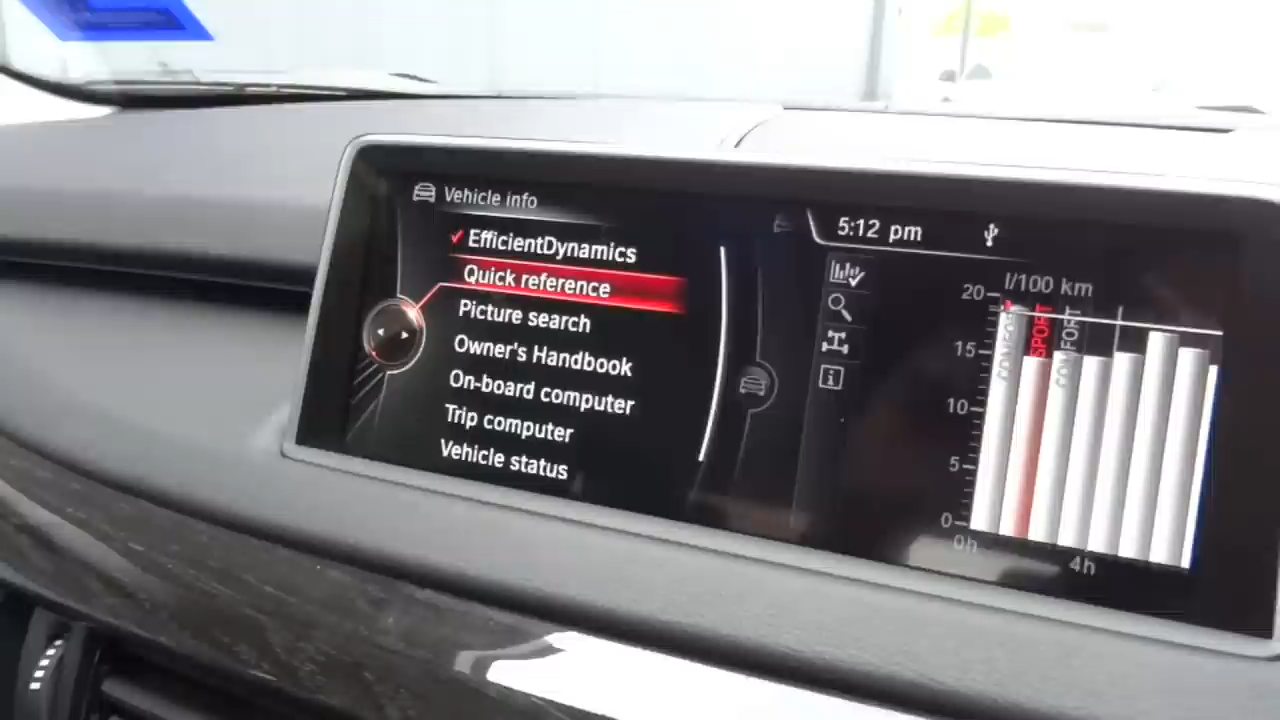 Vehicle info
EfficientDynamics
Quick reference
Picture search
Owner's Handbook
On-board computer
Trip computer
Vehicle status
5:12 pm
l/100 km
20
15
10
5
0
COMFORT
SPORT
COMFORT
0h
4h